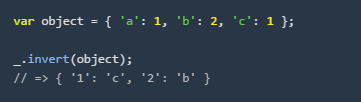 var object = { 'a': 1, 'b': 2, 'c': 1 };
_.invert(object);
// => { '1': 'c', '2': 'b' }